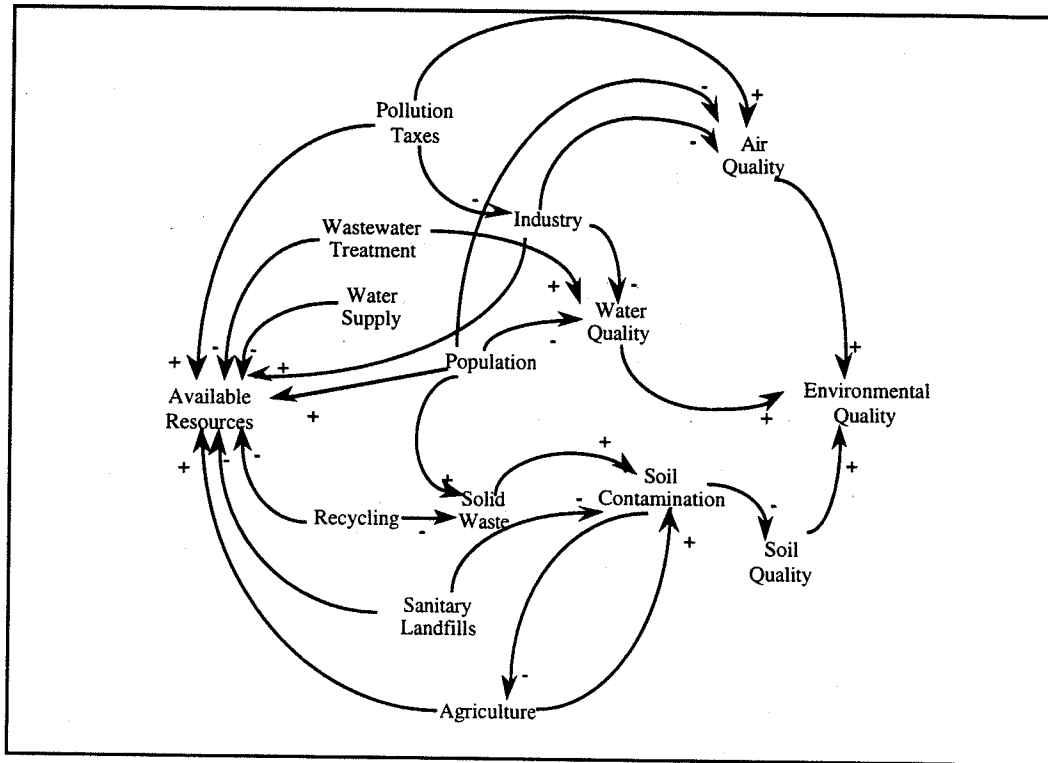 -
+
Pollution
Taxes
-
Air
Quality
-
Industry
Wastewater
Treatment
+
-
Water
Supply
Water
Quality
-
+
-
-
+
Population
+
Available
Resources
+
Environmental
Quality
+
+
-
-
+
+
Soil
Contamination
+
Solid
Waste
-
-
Recycling
-
+
Soil
Quality
Sanitary
Landfills
-
Agriculture